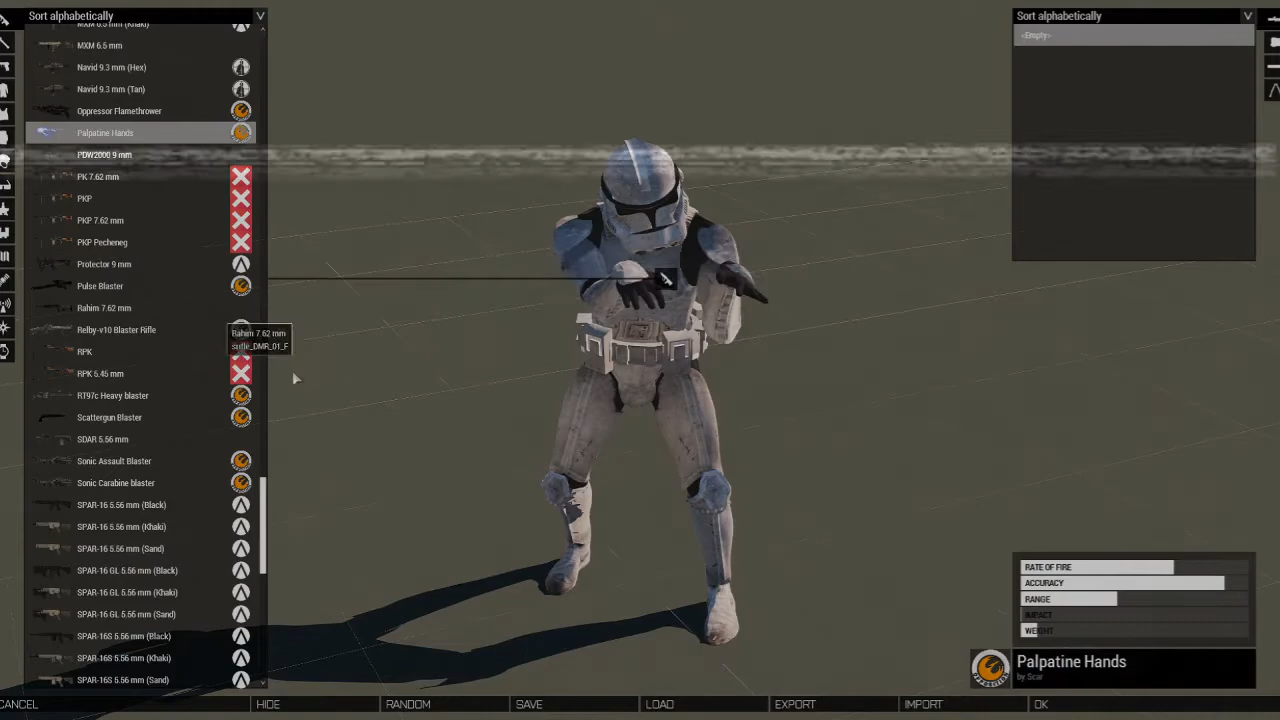 Sort alphabetically
MXM 6.5 mm
Navid 9.3 mm (Hex)
Navid 9.3 mm (Tan)
Oppressor Flamethrower
Palpatine Hands
PDW2000 9 mm
PK 7.62 mm
PKP
PKP 7.62 mm
PKP Pecheneg
Protector 9 mm
Pulse Blaster
Rahim 7.62 mm
Relby-v10 Blaster Rifle
Rahim 7.62 mm
srifle_DMR_01_F
RPK
RPK 5.45 mm
RT97c Heavy blaster
Scattergun Blaster
SDAR 5.56 mm
Sonic Assault Blaster
Sonic Carabine blaster
SPAR-16 5.56 mm (Black)
SPAR-16 5.56 mm (Khaki)
SPAR-16 5.56 mm (Sand)
SPAR-16 GL 5.56 mm (Black)
SPAR-16 GL 5.56 mm (Khaki)
SPAR-16 GL 5.56 mm (Sand)
SPAR-16S 5.56 mm (Black)
SPAR-16S 5.56 mm (Khaki)
SPAR-16S 5.56 mm (Sand)
Sort alphabetically
<Empty>
RATE OF FIRE
ACCURACY
RANGE
IMPACT
WEIGHT
OPPOSITION
Palpatine Hands
by Scar
CANCEL
HIDE
RANDOM
SAVE
LOAD
EXPORT
IMPORT
OK